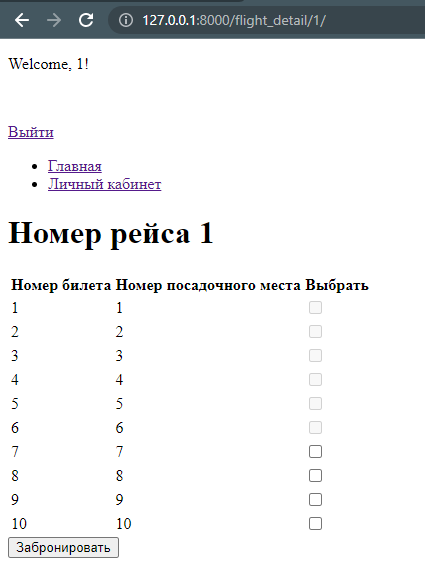 127.0.0.1:8000/flight_detail/1/
Welcome, 1!
Выйти
Главная
Личный кабинет
Номер рейса 1
Номер билета Номер посадочного места Выбрать
1 1
2 2
3 3
4 4
5 5
6 6
7 7
8 8
9 9
10 10
Забронировать